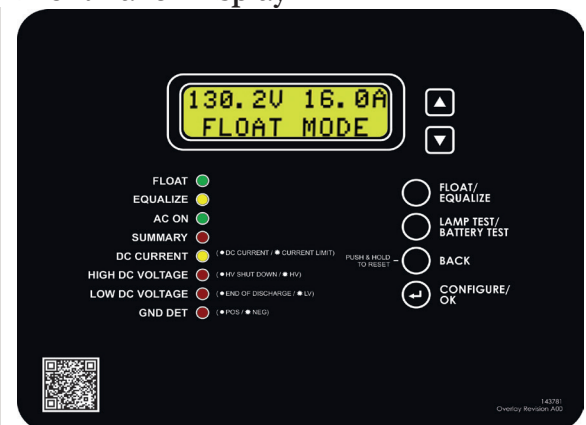 130.2V 16.0A
FLOAT MODE
FLOAT
EQUALIZE
AC ON
SUMMARY
DC CURRENT (● DC CURRENT / ✹ CURRENT LIMIT)
HIGH DC VOLTAGE (● HV SHUT DOWN / ✹ HV)
LOW DC VOLTAGE (● END OF DISCHARGE / ✹ LV)
GND DET (● POS / ✹ NEG)
FLOAT/
EQUALIZE
LAMP TEST/
BATTERY TEST
PUSH & HOLD
TO RESET
BACK
CONFIGURE/
OK
143781
Overlay Revision A00